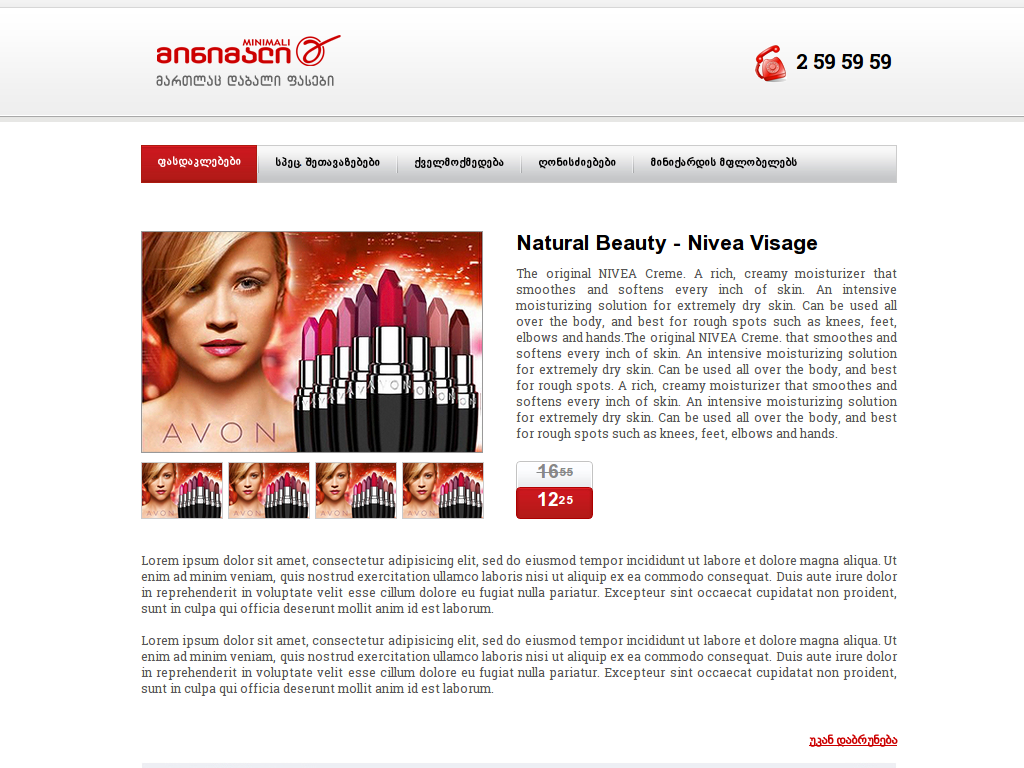 MINIMALI
მინიმალი
მართლაც დაბალი ფასები
2 59 59 59
ფასდაკლებები
სპეც. შეთავაზებები
ქველმოქმედება
ღონისძიებები
მინიქარდის მფლობელებს
AVON
Natural Beauty - Nivea Visage
The original NIVEA Creme. A rich, creamy moisturizer that
smoothes and softens every inch of skin. An intensive
moisturizing solution for extremely dry skin. Can be used all
over the body, and best for rough spots such as knees, feet,
elbows and hands.The original NIVEA Creme. that smoothes and
softens every inch of skin. An intensive moisturizing solution
for extremely dry skin. Can be used all over the body, and best
for rough spots. A rich, creamy moisturizer that smoothes and
softens every inch of skin. An intensive moisturizing solution
for extremely dry skin. Can be used all over the body, and best
for rough spots such as knees, feet, elbows and hands.
AVON
AVON
AVON
AVON
1655
1225
Lorem ipsum dolor sit amet, consectetur adipisicing elit, sed do eiusmod tempor incididunt ut labore et dolore magna aliqua. Ut
enim ad minim veniam, quis nostrud exercitation ullamco laboris nisi ut aliquip ex ea commodo consequat. Duis aute irure dolor
in reprehenderit in voluptate velit esse cillum dolore eu fugiat nulla pariatur. Excepteur sint occaecat cupidatat non proident,
sunt in culpa qui officia deserunt mollit anim id est laborum.
Lorem ipsum dolor sit amet, consectetur adipisicing elit, sed do eiusmod tempor incididunt ut labore et dolore magna aliqua. Ut
enim ad minim veniam, quis nostrud exercitation ullamco laboris nisi ut aliquip ex ea commodo consequat. Duis aute irure dolor
in reprehenderit in voluptate velit esse cillum dolore eu fugiat nulla pariatur. Excepteur sint occaecat cupidatat non proident,
sunt in culpa qui officia deserunt mollit anim id est laborum.
უკან დაბრუნება